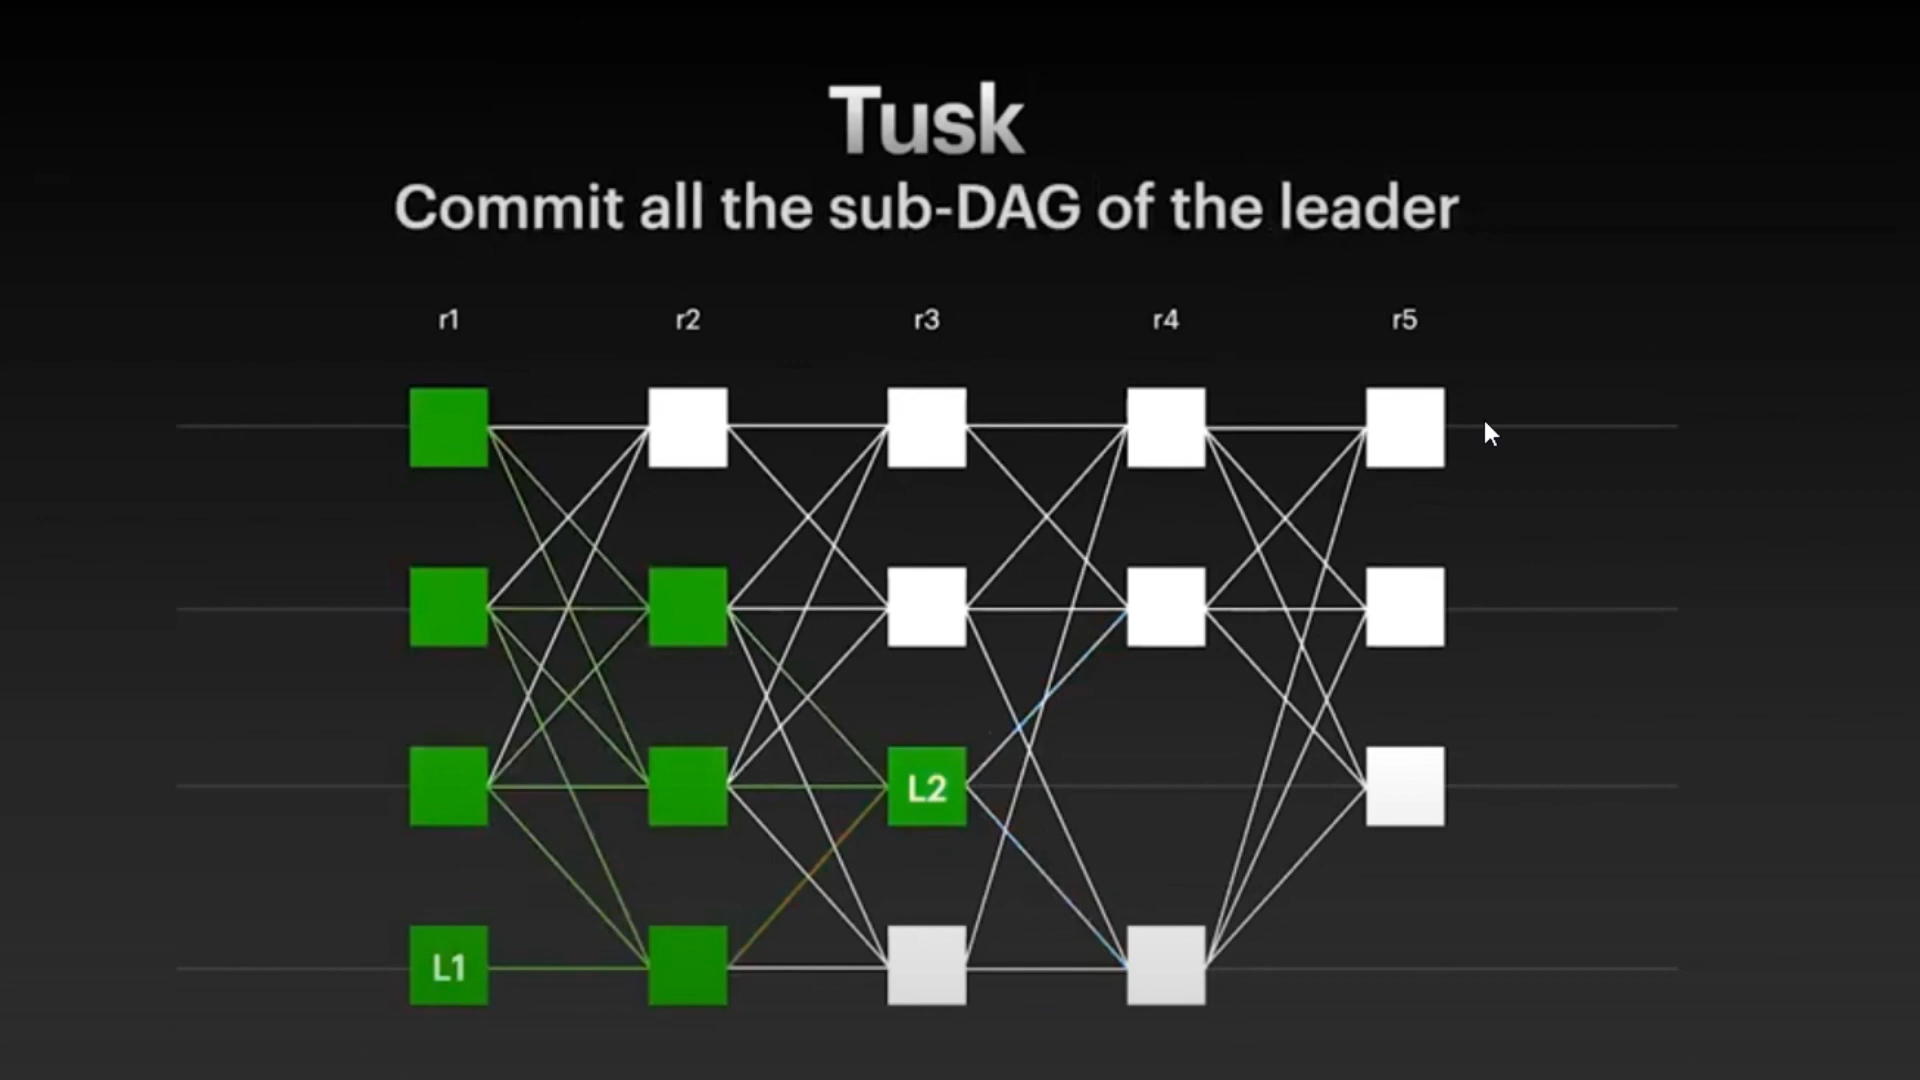 Tusk
Commit all the sub-DAG of the leader
r1 r2 r3 r4 r5
L2
L1